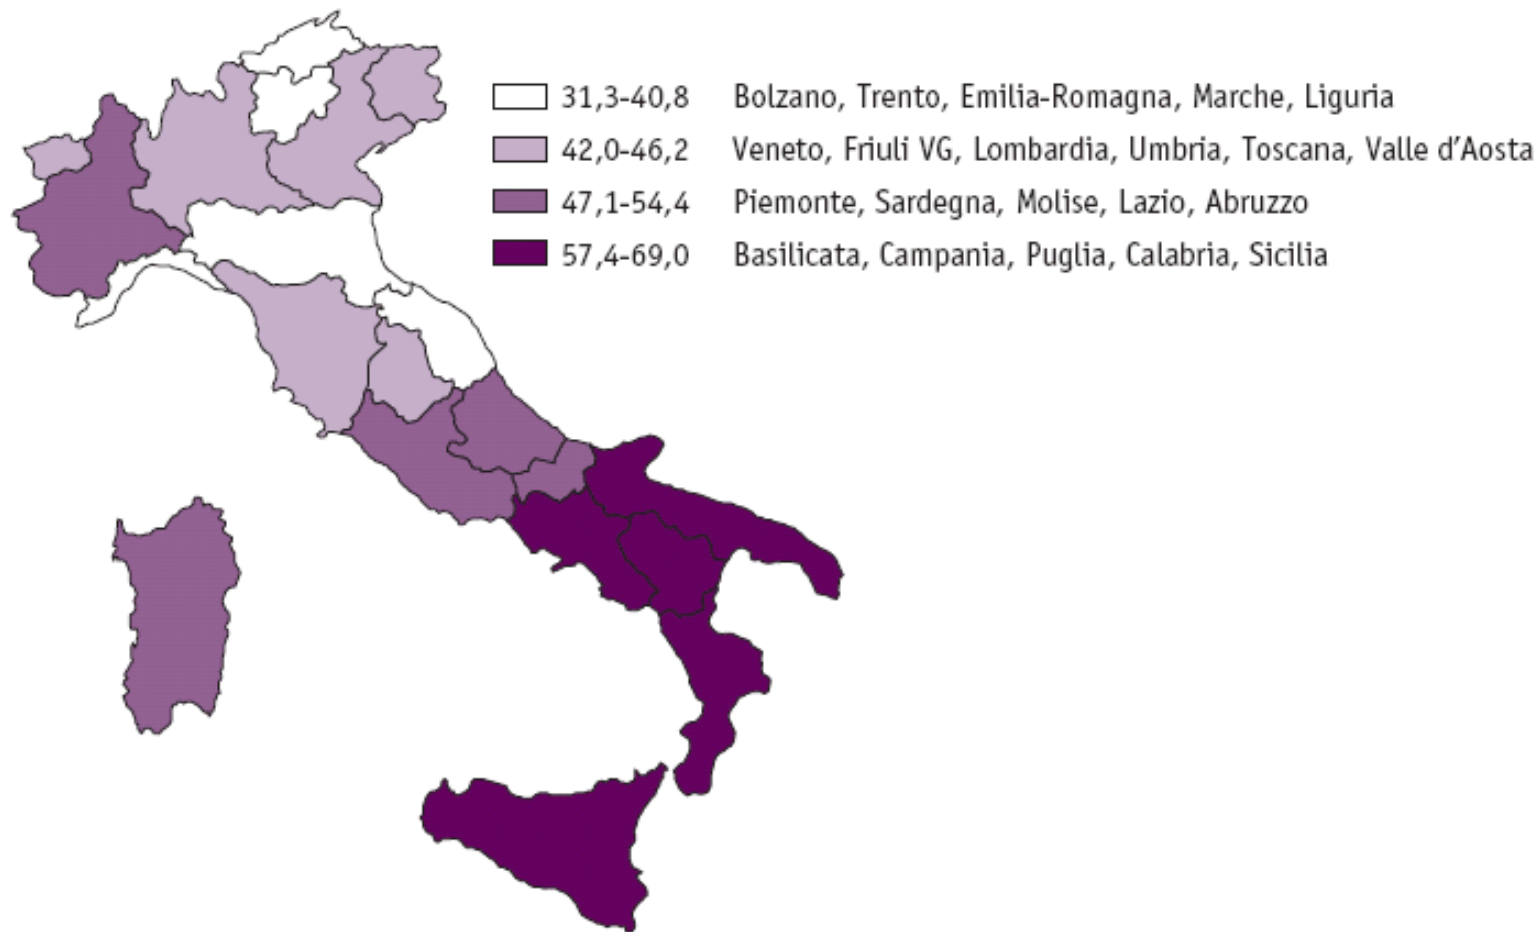 31,3-40,8 Bolzano, Trento, Emilia-Romagna, Marche, Liguria
42,0-46,2 Veneto, Friuli VG, Lombardia, Umbria, Toscana, Valle d'Aosta
47,1-54,4 Piemonte, Sardegna, Molise, Lazio, Abruzzo
57,4-69,0 Basilicata, Campania, Puglia, Calabria, Sicilia